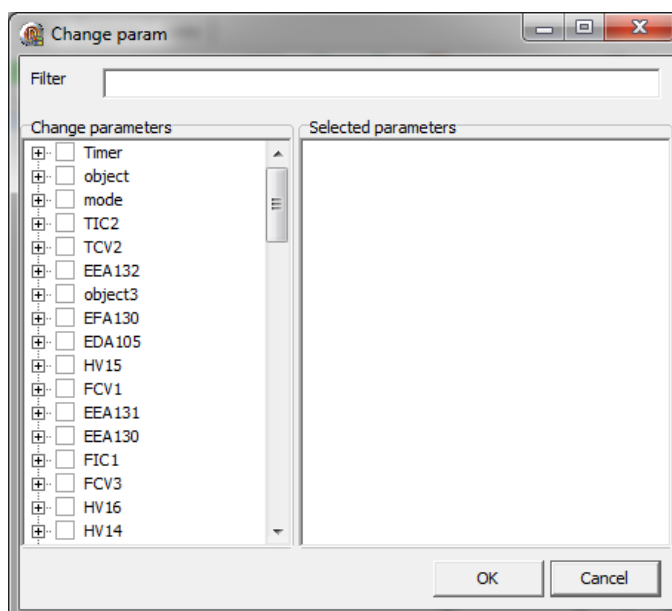 Change param
Filter
Change parameters
Selected parameters
Timer
object
mode
TIC2
TCV2
EEA132
object3
EFA130
EDA105
HV15
FCV1
EEA131
EEA130
FIC1
FCV3
HV16
HV14
OK
Cancel